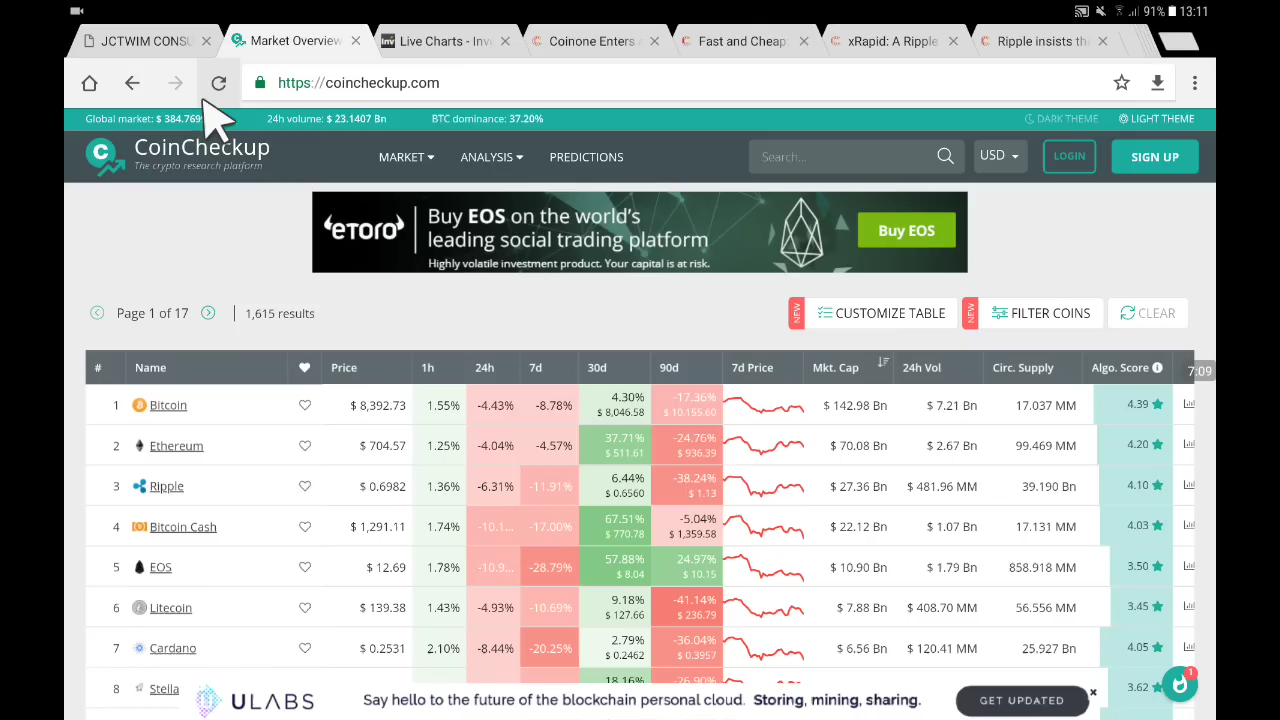 91% 13:11
JCTWIM CONSU
Market Overview
Live Charts - Inv
Coinone Enters A
Fast and Cheap:
xRapid: A Ripple
Ripple insists th
https://coincheckup.com
Global market: $ 384.769
24h volume: $ 23.1407 Bn
BTC dominance: 37.20%
DARK THEME
LIGHT THEME
CoinCheckup
The crypto research platform
MARKET
ANALYSIS
PREDICTIONS
Search...
USD
LOGIN
SIGN UP
eToro
Buy EOS on the world's
leading social trading platform
Highly volatile investment product. Your capital is at risk.
Buy EOS
Page 1 of 17
1,615 results
NEW
CUSTOMIZE TABLE
NEW
FILTER COINS
CLEAR
7:09
# Name Price 1h 24h 7d 30d 90d 7d Price Mkt. Cap 24h Vol Circ. Supply Algo. Score
1 Bitcoin $ 8,392.73 1.55% -4.43% -8.78% 4.30% -17.36% $ 142.98 Bn $ 7.21 Bn 17.037 MM 4.39
$ 8,046.58 $ 10,155.60
2 Ethereum $ 704.57 1.25% -4.04% -4.57% 37.71% -24.76% $ 70.08 Bn $ 2.67 Bn 99.469 MM 4.20
$ 511.61 $ 936.39
3 Ripple $ 0.6982 1.36% -6.31% -11.91% 6.44% -38.24% $ 27.36 Bn $ 481.96 MM 39.190 Bn 4.10
$ 0.6560 $ 1.13
4 Bitcoin Cash $ 1,291.11 1.74% -10.1... -17.00% 67.51% -5.04% $ 22.12 Bn $ 1.07 Bn 17.131 MM 4.03
$ 770.78 $ 1,359.58
5 EOS $ 12.69 1.78% -10.9... -28.79% 57.88% 24.97% $ 10.90 Bn $ 1.79 Bn 858.918 MM 3.50
$ 8.04 $ 10.15
6 Litecoin $ 139.38 1.43% -4.93% -10.69% 9.18% -41.14% $ 7.88 Bn $ 408.70 MM 56.556 MM 3.45
$ 127.66 $ 236.79
7 Cardano $ 0.2531 2.10% -8.44% -20.25% 2.79% -36.04% $ 6.56 Bn $ 120.41 MM 25.927 Bn 4.05
$ 0.2462 $ 0.3957
8 Stella 18.16% -26.90% 3.62
1
ULABS
Say hello to the future of the blockchain personal cloud. Storing, mining, sharing.
GET UPDATED